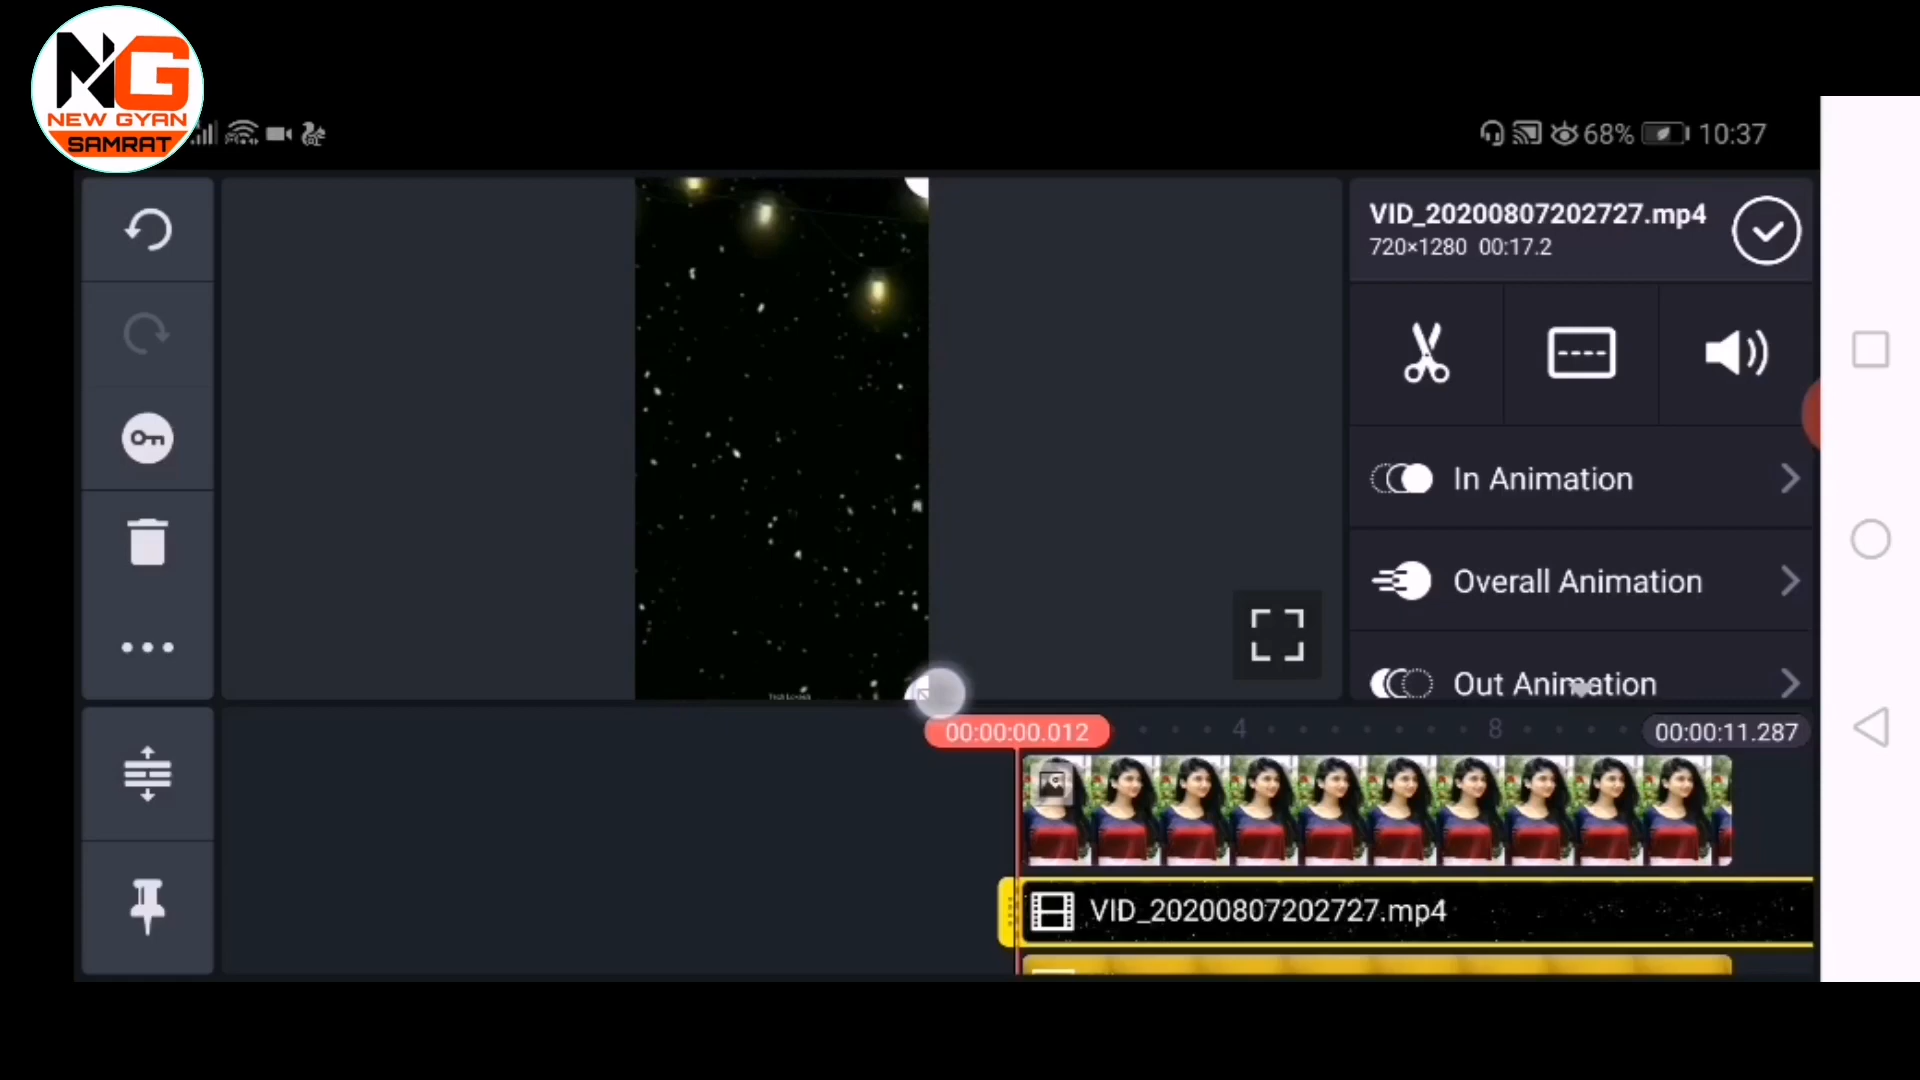 NG
NEW GYAN
SAMRAT
68% 10:37
VID_20200807202727.mp4
720×1280 00:17.2
In Animation
Overall Animation
Out Animation
00:00:00.012
4
8
00:00:11.287
VID_20200807202727.mp4